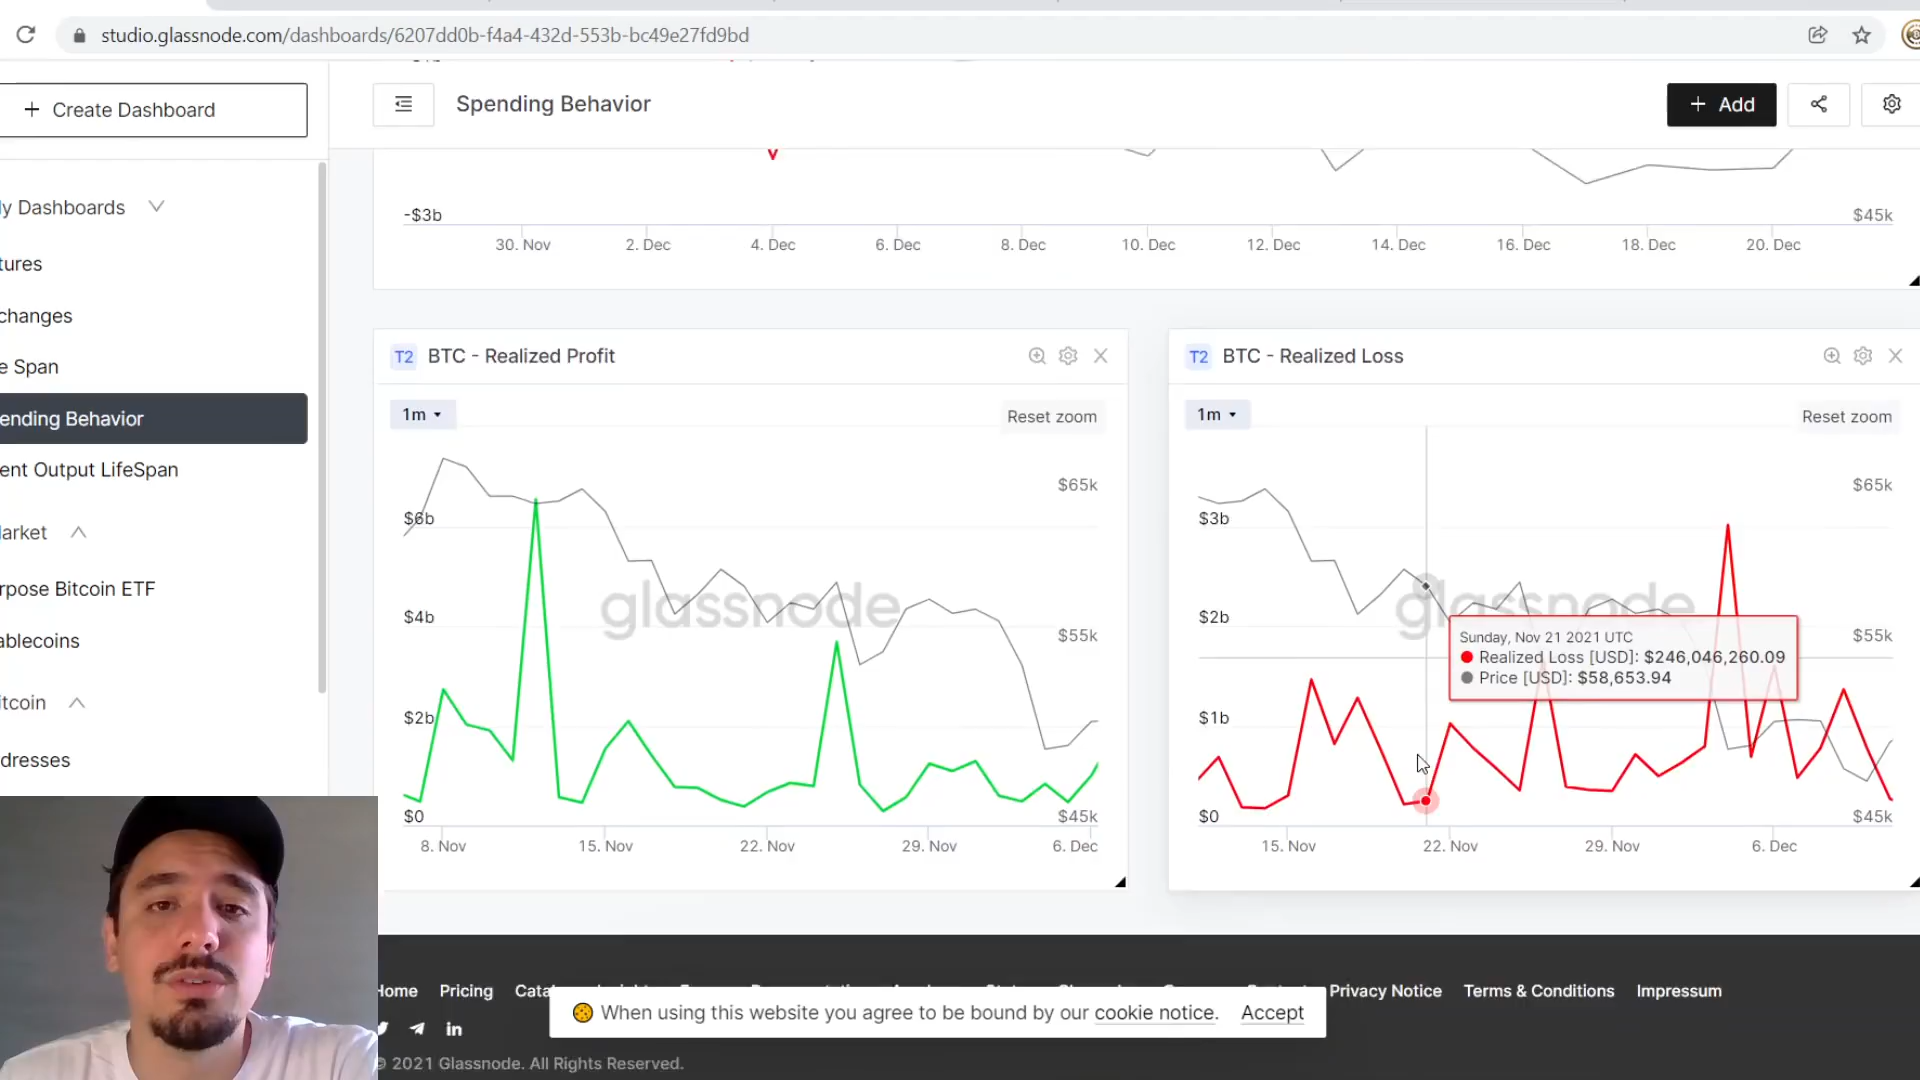 studio.glassnode.com/dashboards/6207dd0b-f4a4-432d-553b-bc49e27fd9bd
+ Create Dashboard
Spending Behavior
+ Add
y Dashboards
tures
changes
e Span
ending Behavior
ent Output LifeSpan
arket
rpose Bitcoin ETF
ablecoins
tcoin
dresses
-$3b
$45k
30. Nov 2. Dec 4. Dec 6. Dec 8. Dec 10. Dec 12. Dec 14. Dec 16. Dec 18. Dec 20. Dec
T2 BTC - Realized Profit
1m
Reset zoom
$65k
$6b
glassnode
$4b
$55k
$2b
$0
$45k
8. Nov 15. Nov 22. Nov 29. Nov 6. Dec
T2 BTC - Realized Loss
1m
Reset zoom
$65k
$3b
glassnode
$2b
$55k
Sunday, Nov 21 2021 UTC
Realized Loss [USD]: $246,046,260.09
Price [USD]: $58,653.94
$1b
$0
$45k
15. Nov 22. Nov 29. Nov 6. Dec
Home Pricing Cata Privacy Notice Terms & Conditions Impressum
When using this website you agree to be bound by our cookie notice. Accept
© 2021 Glassnode. All Rights Reserved.